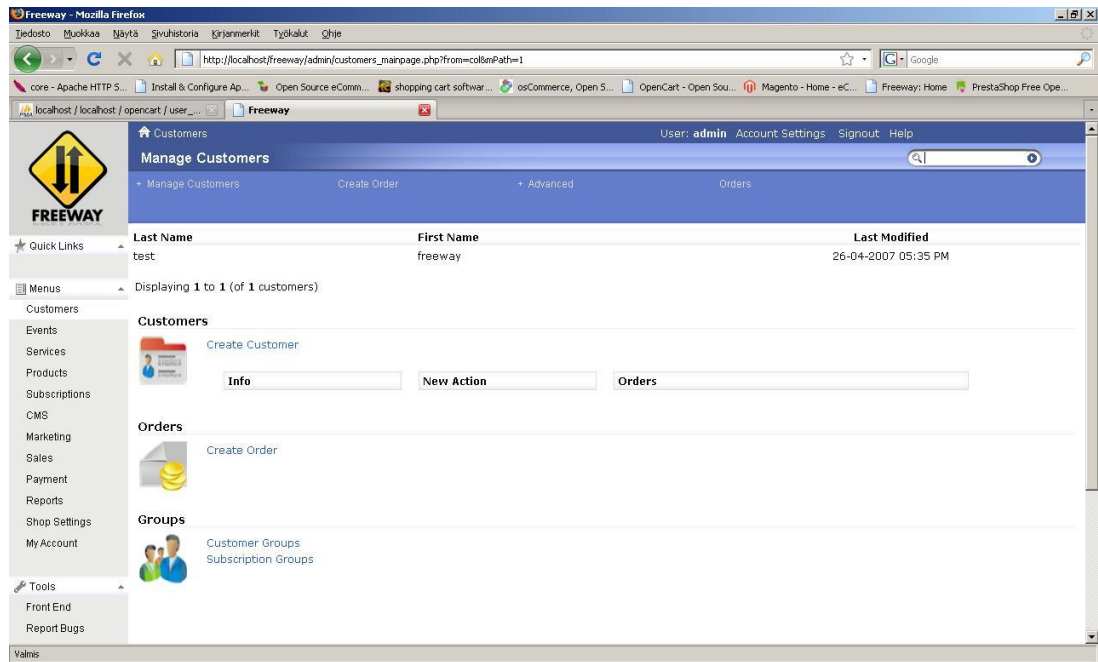 Freeway - Mozilla Firefox
Tiedosto Muokkaa Näytä Sivuhistoria Kirjanmerkit Työkalut Ohje
http://localhost/freeway/admin/customers_mainpage.php?from=col&mPath=1
G Google
core - Apache HTTP S... Install & Configure Ap... Open Source eComm... shopping cart softwar... osCommerce, Open S... OpenCart - Open Sou... Magento - Home - eC... Freeway: Home PrestaShop Free Ope...
localhost / localhost / opencart / user_... Freeway
Customers User: admin Account Settings Signout Help
Manage Customers
+ Manage Customers Create Order + Advanced Orders
FREEWAY
Quick Links
Menus
Customers
Events
Services
Products
Subscriptions
CMS
Marketing
Sales
Payment
Reports
Shop Settings
My Account
Tools
Front End
Report Bugs
Last Name First Name Last Modified
test freeway 26-04-2007 05:35 PM
Displaying 1 to 1 (of 1 customers)
Customers
Create Customer
Info New Action Orders
Orders
Create Order
Groups
Customer Groups
Subscription Groups
Valmis